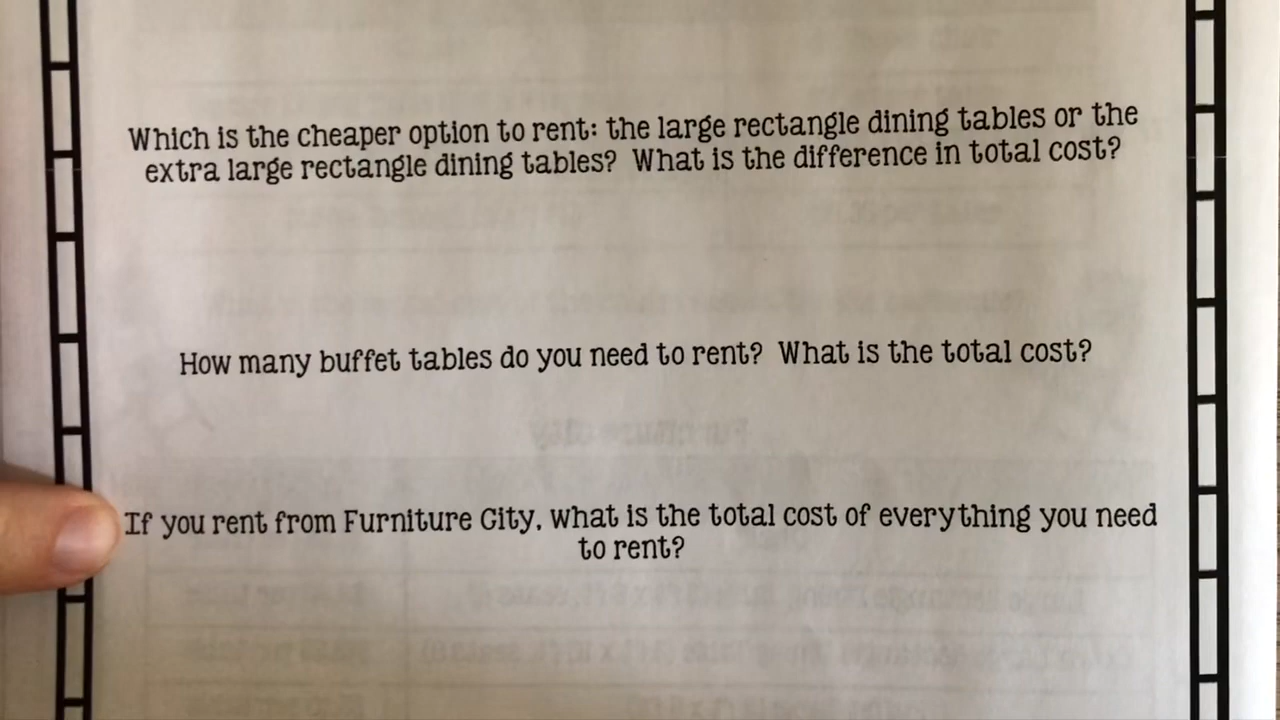 Which is the cheaper option to rent: the large rectangle dining tables or the
extra large rectangle dining tables? What is the difference in total cost?
How many buffet tables do you need to rent? What is the total cost?
If you rent from Furniture City, what is the total cost of everything you need
to rent?